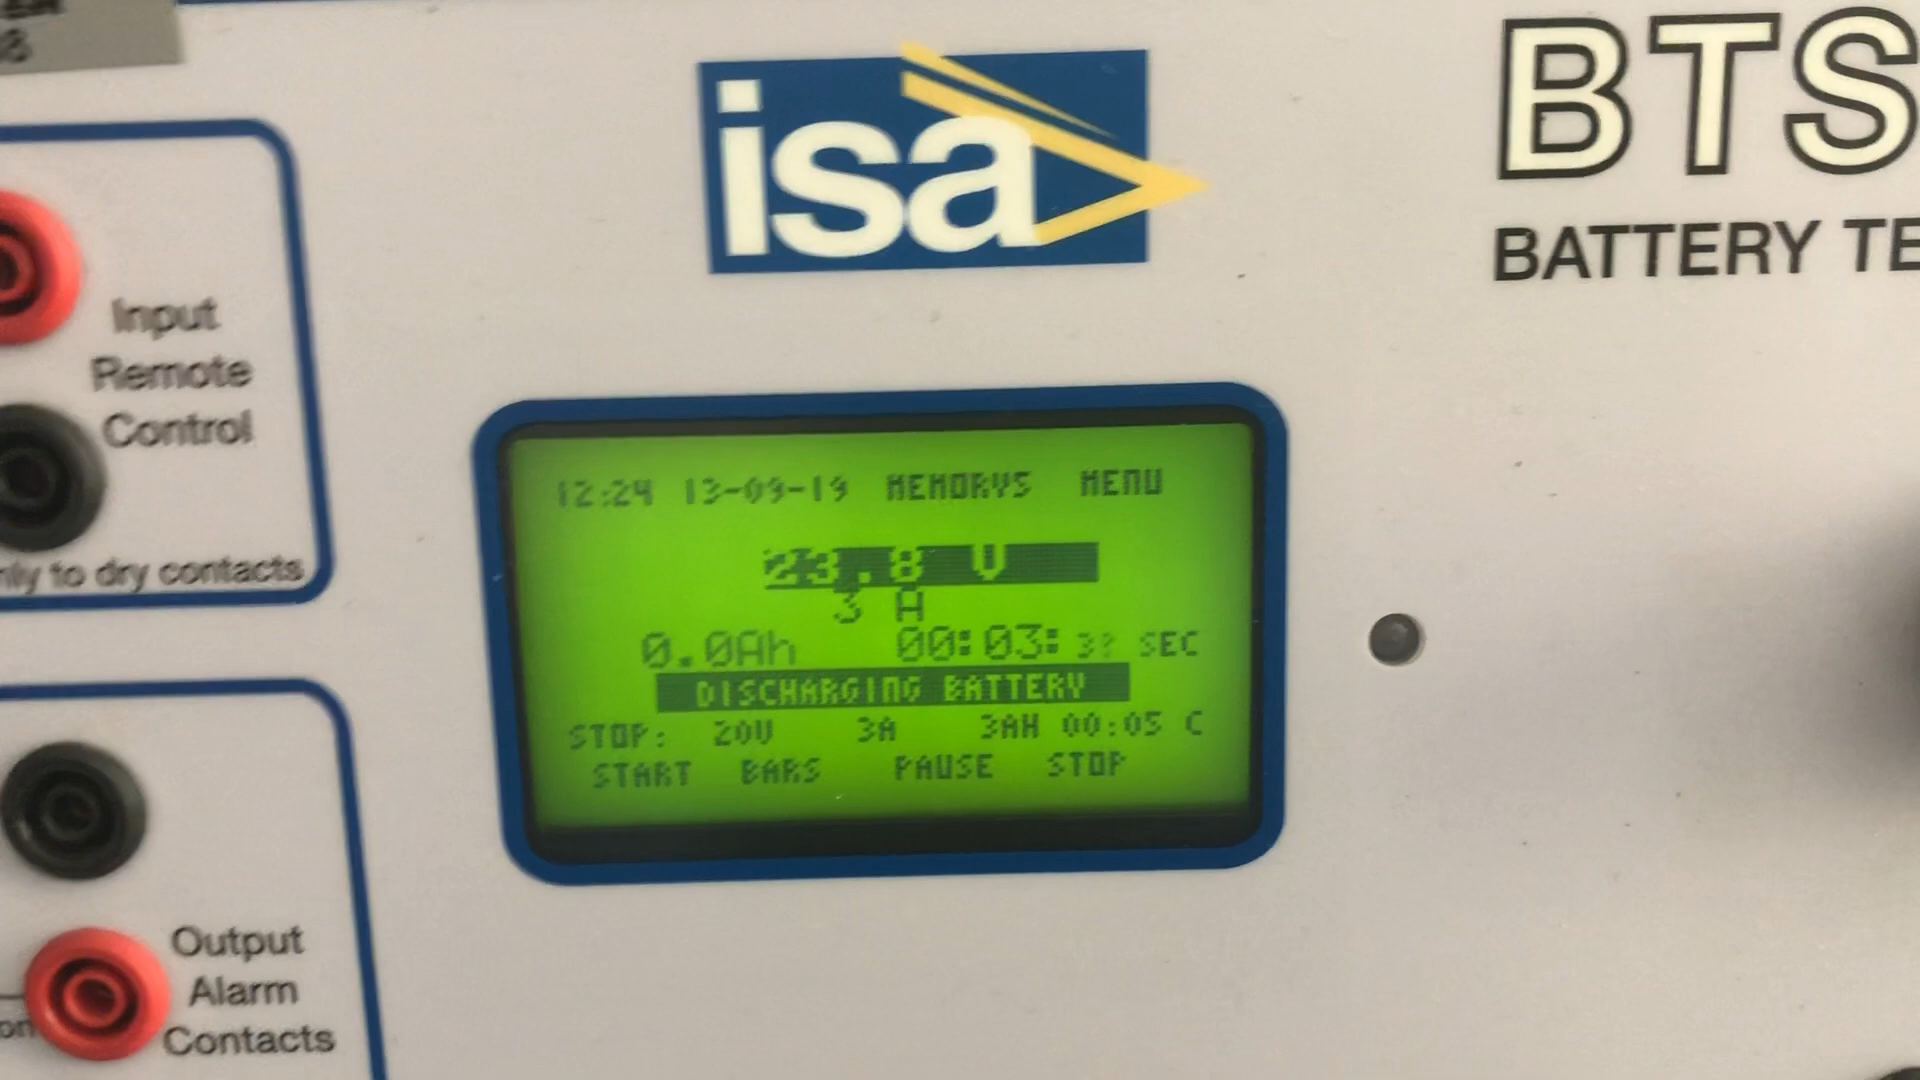 isa
BTS
BATTERY TE
Input
Remote
Control
nly to dry contacts
12:24 13-09-19 MEMORYS MENU
23.8 V
3 A
0.0Ah 00:03: SEC
DISCHARGING BATTERY
STOP: 20V 3A 3AH 00:05 C
START BARS PAUSE STOP
Output
Alarm
Contacts
on